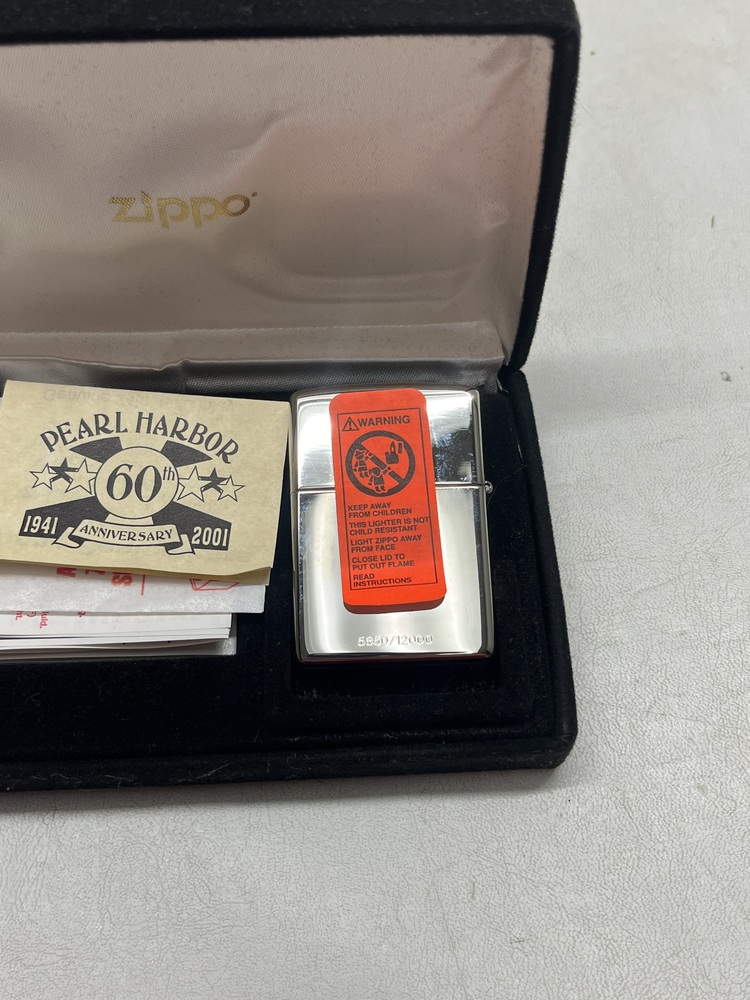 zippo
PEARL HARBOR
60th
1941 ANNIVERSARY 2001
WARNING
KEEP AWAY
FROM CHILDREN
THIS LIGHTER IS NOT
CHILD RESISTANT
LIGHT ZIPPO AWAY
FROM FACE
CLOSE LID TO
PUT OUT FLAME
READ
INSTRUCTIONS